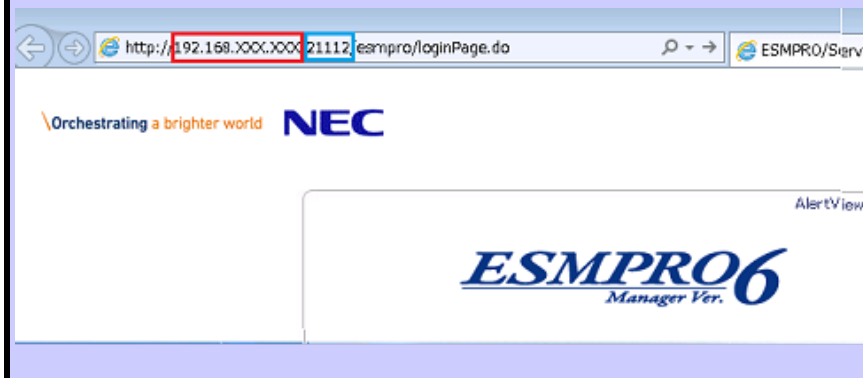 http://192.168.XXX.XXX:21112/esmpro/loginPage.do
ESMPRO/Serv
\Orchestrating a brighter world NEC
AlertView
ESMPRO6
Manager Ver.